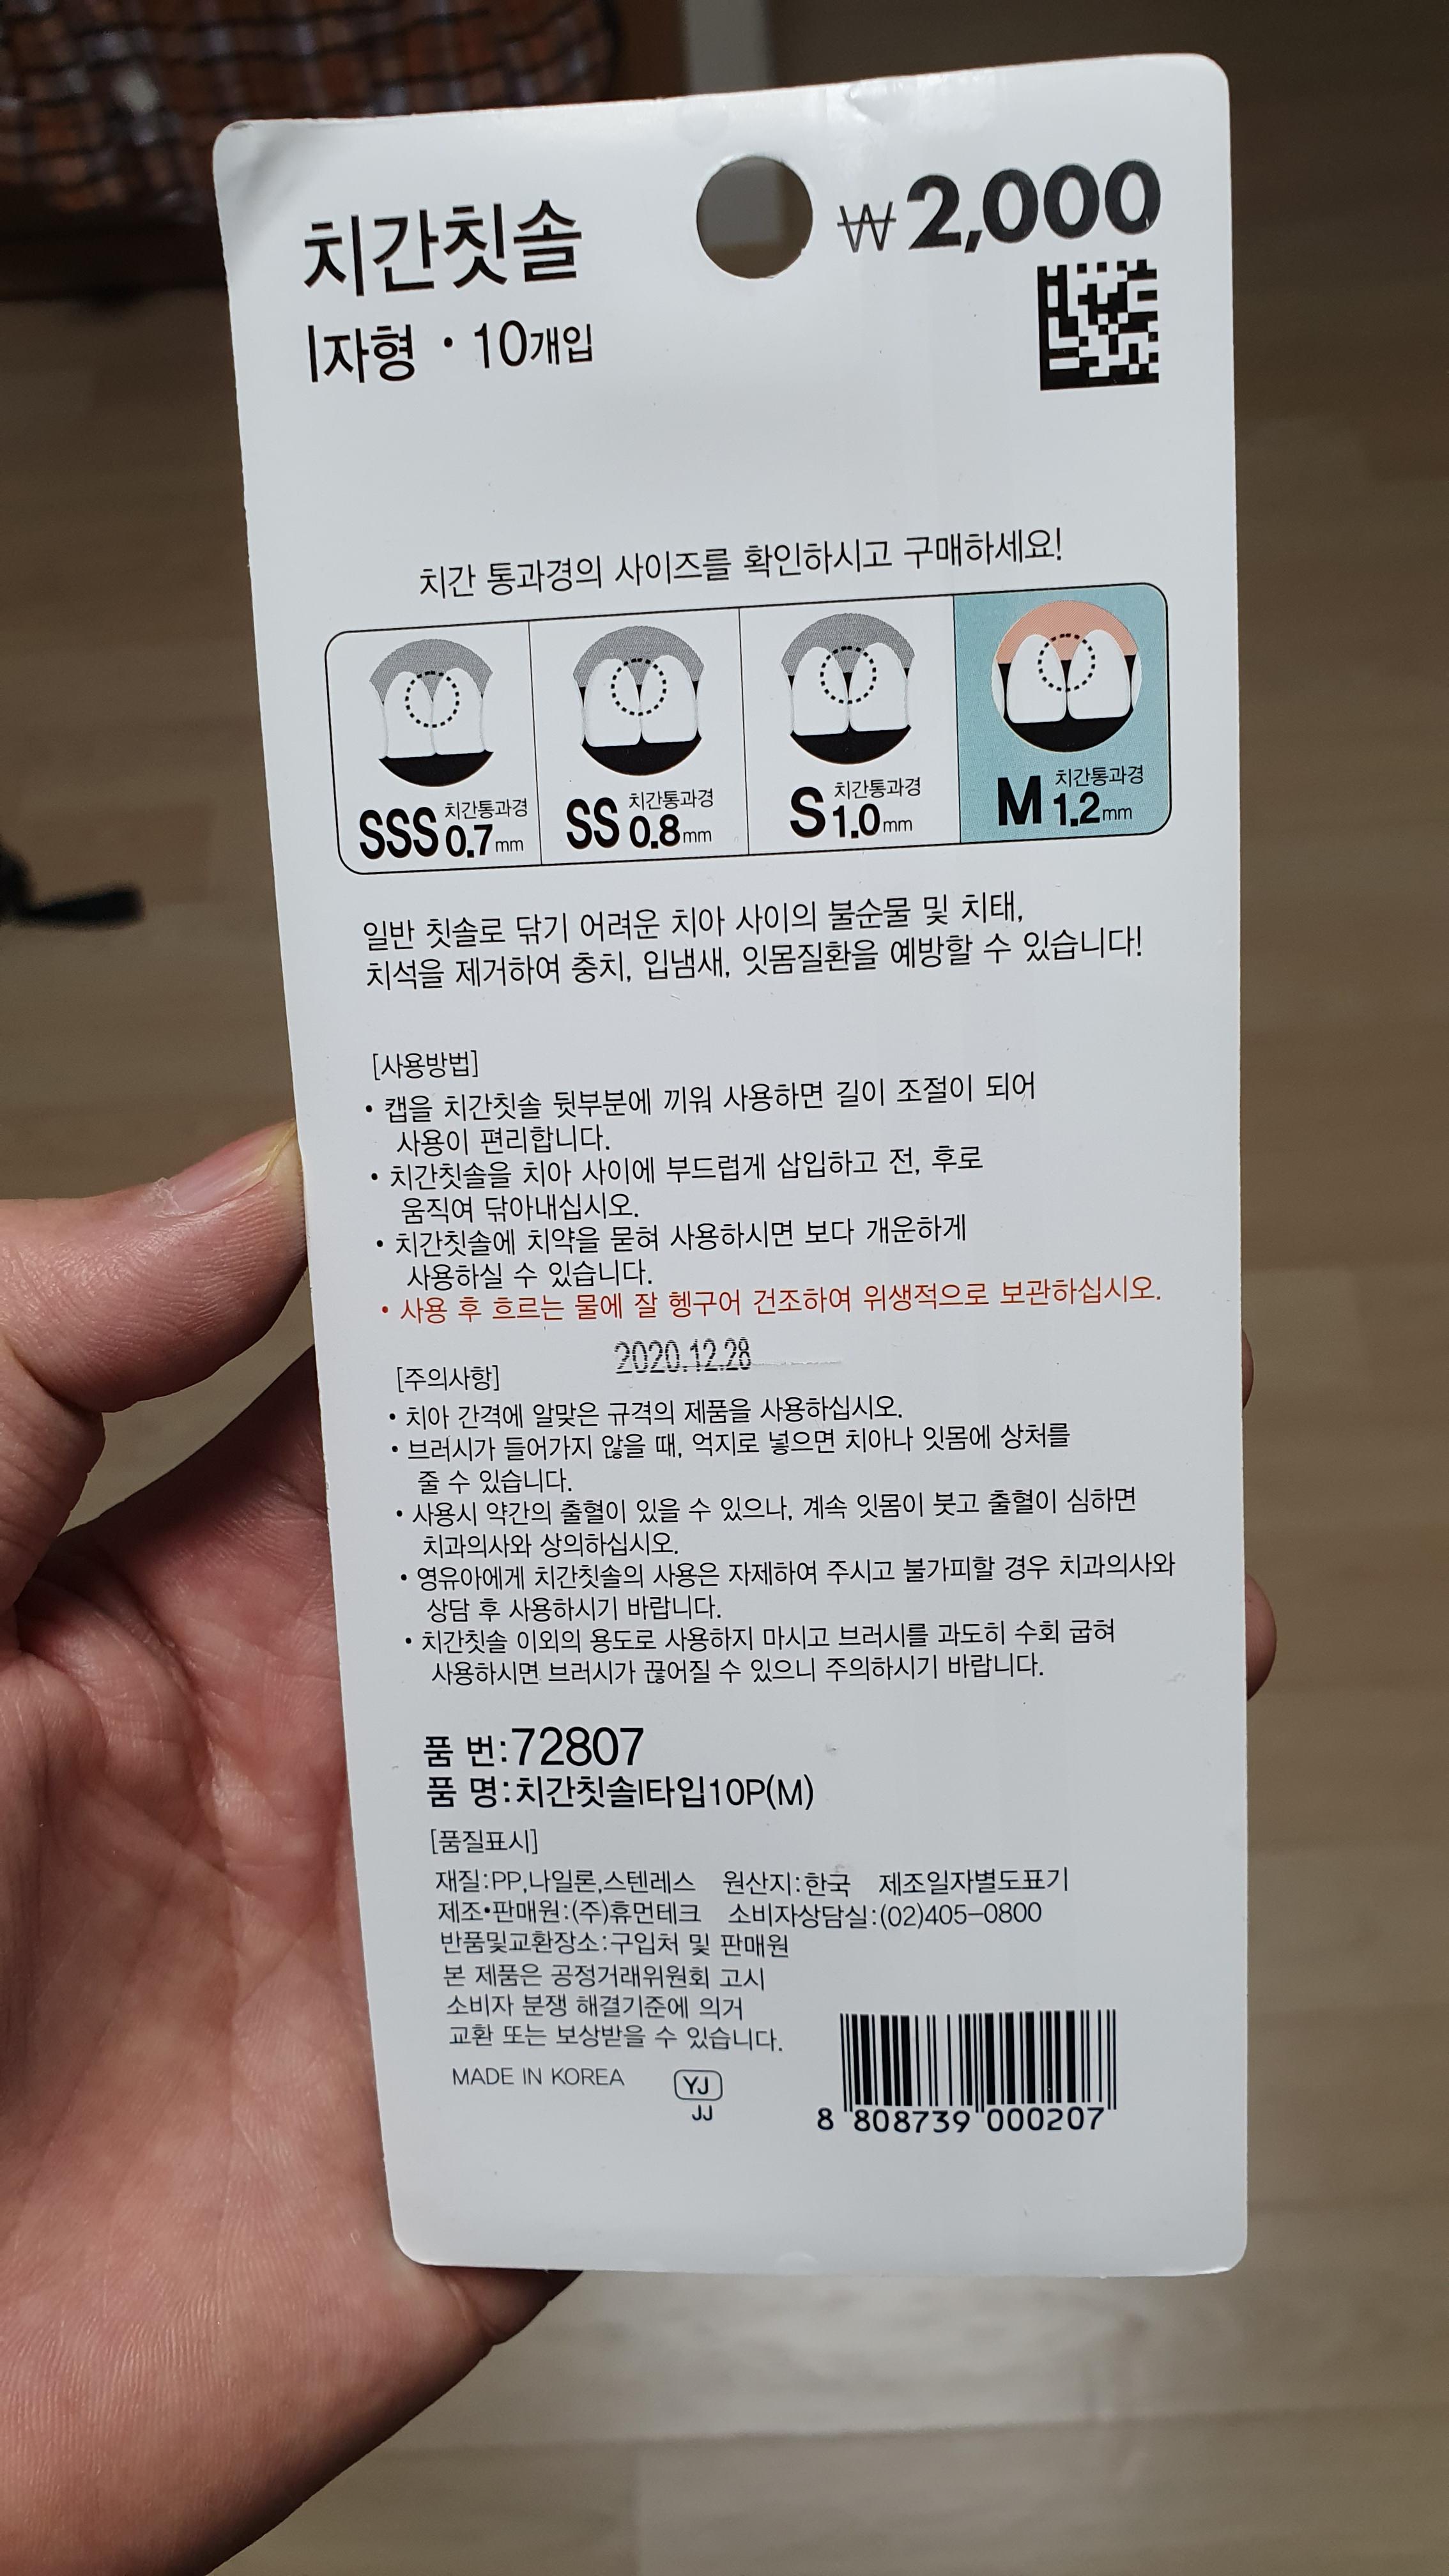 치간칫솔
₩2,000
I자형 · 10개입
치간 통과경의 사이즈를 확인하시고 구매하세요!
SSS 치간통과경 0.7mm
SS 치간통과경 0.8mm
S 치간통과경 1.0mm
M 치간통과경 1.2mm
일반 칫솔로 닦기 어려운 치아 사이의 불순물 및 치태,
치석을 제거하여 충치, 입냄새, 잇몸질환을 예방할 수 있습니다!
[사용방법]
• 캡을 치간칫솔 뒷부분에 끼워 사용하면 길이 조절이 되어
사용이 편리합니다.
• 치간칫솔을 치아 사이에 부드럽게 삽입하고 전, 후로
움직여 닦아내십시오.
• 치간칫솔에 치약을 묻혀 사용하시면 보다 개운하게
사용하실 수 있습니다.
• 사용 후 흐르는 물에 잘 헹구어 건조하여 위생적으로 보관하십시오.
2020.12.28
[주의사항]
• 치아 간격에 알맞은 규격의 제품을 사용하십시오.
• 브러시가 들어가지 않을 때, 억지로 넣으면 치아나 잇몸에 상처를
줄 수 있습니다.
• 사용시 약간의 출혈이 있을 수 있으나, 계속 잇몸이 붓고 출혈이 심하면
치과의사와 상의하십시오.
• 영유아에게 치간칫솔의 사용은 자제하여 주시고 불가피할 경우 치과의사와
상담 후 사용하시기 바랍니다.
• 치간칫솔 이외의 용도로 사용하지 마시고 브러시를 과도히 수회 굽혀
사용하시면 브러시가 끊어질 수 있으니 주의하시기 바랍니다.
품 번:72807
품 명:치간칫솔I타입10P(M)
[품질표시]
재질:PP,나일론,스텐레스 원산지:한국 제조일자별도표기
제조•판매원:(주)휴먼테크 소비자상담실:(02)405-0800
반품및교환장소:구입처 및 판매원
본 제품은 공정거래위원회 고시
소비자 분쟁 해결기준에 의거
교환 또는 보상받을 수 있습니다.
MADE IN KOREA
YJ
JJ
8 808739 000207